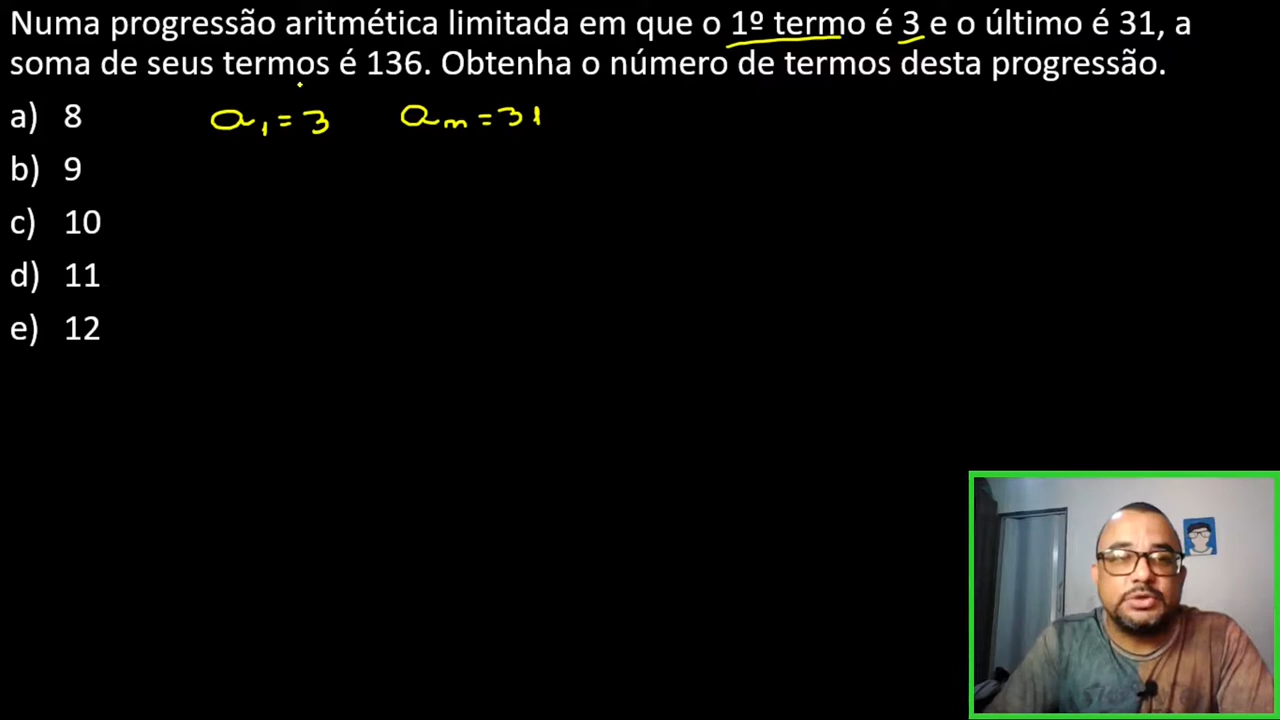 Numa progressão aritmética limitada em que o 1º termo é 3 e o último é 31, a
soma de seus termos é 136. Obtenha o número de termos desta progressão.
a) 8
a₁ = 3 aₙ = 31
b) 9
c) 10
d) 11
e) 12